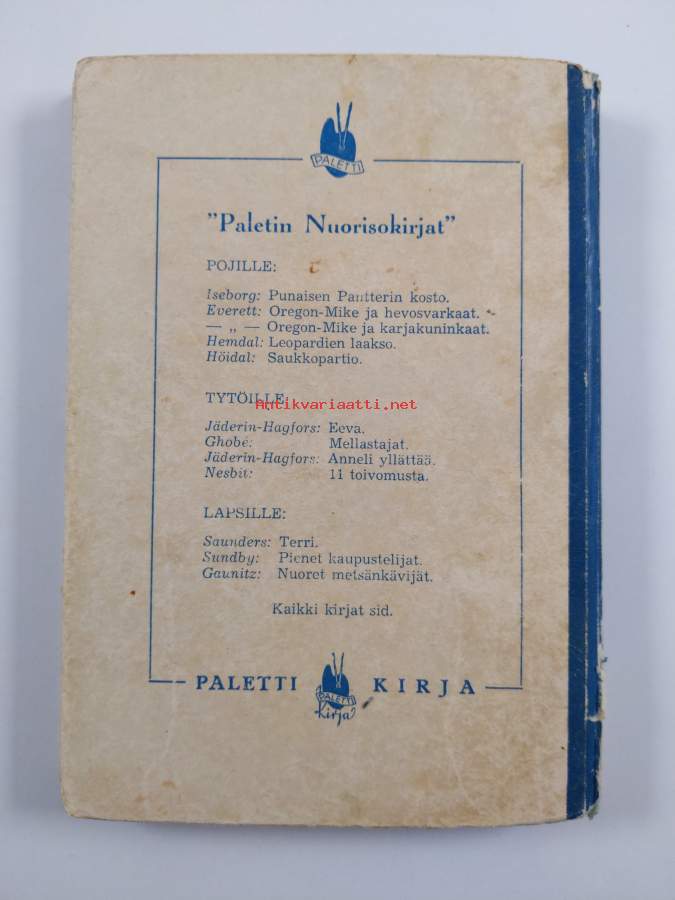 PALETTI
"Paletin Nuorisokirjat"
POJILLE:
Iseborg: Punaisen Pantterin kosto.
Everett: Oregon-Mike ja hevosvarkaat.
— „ — Oregon-Mike ja karjakuninkaat.
Hemdal: Leopardien laakso.
Höidal: Saukkopartio.
TYTÖILLE:
Antikvariaatti.net
Jäderin-Hagfors: Eeva.
Ghobé: Mellastajat.
Jäderin-Hagfors: Anneli yllättää.
Nesbit: 11 toivomusta.
LAPSILLE:
Saunders: Terri.
Sundby: Pienet kaupustelijat.
Gaunitz: Nuoret metsänkävijät.
Kaikki kirjat sid.
PALETTI KIRJA
PALETTI
Kirja